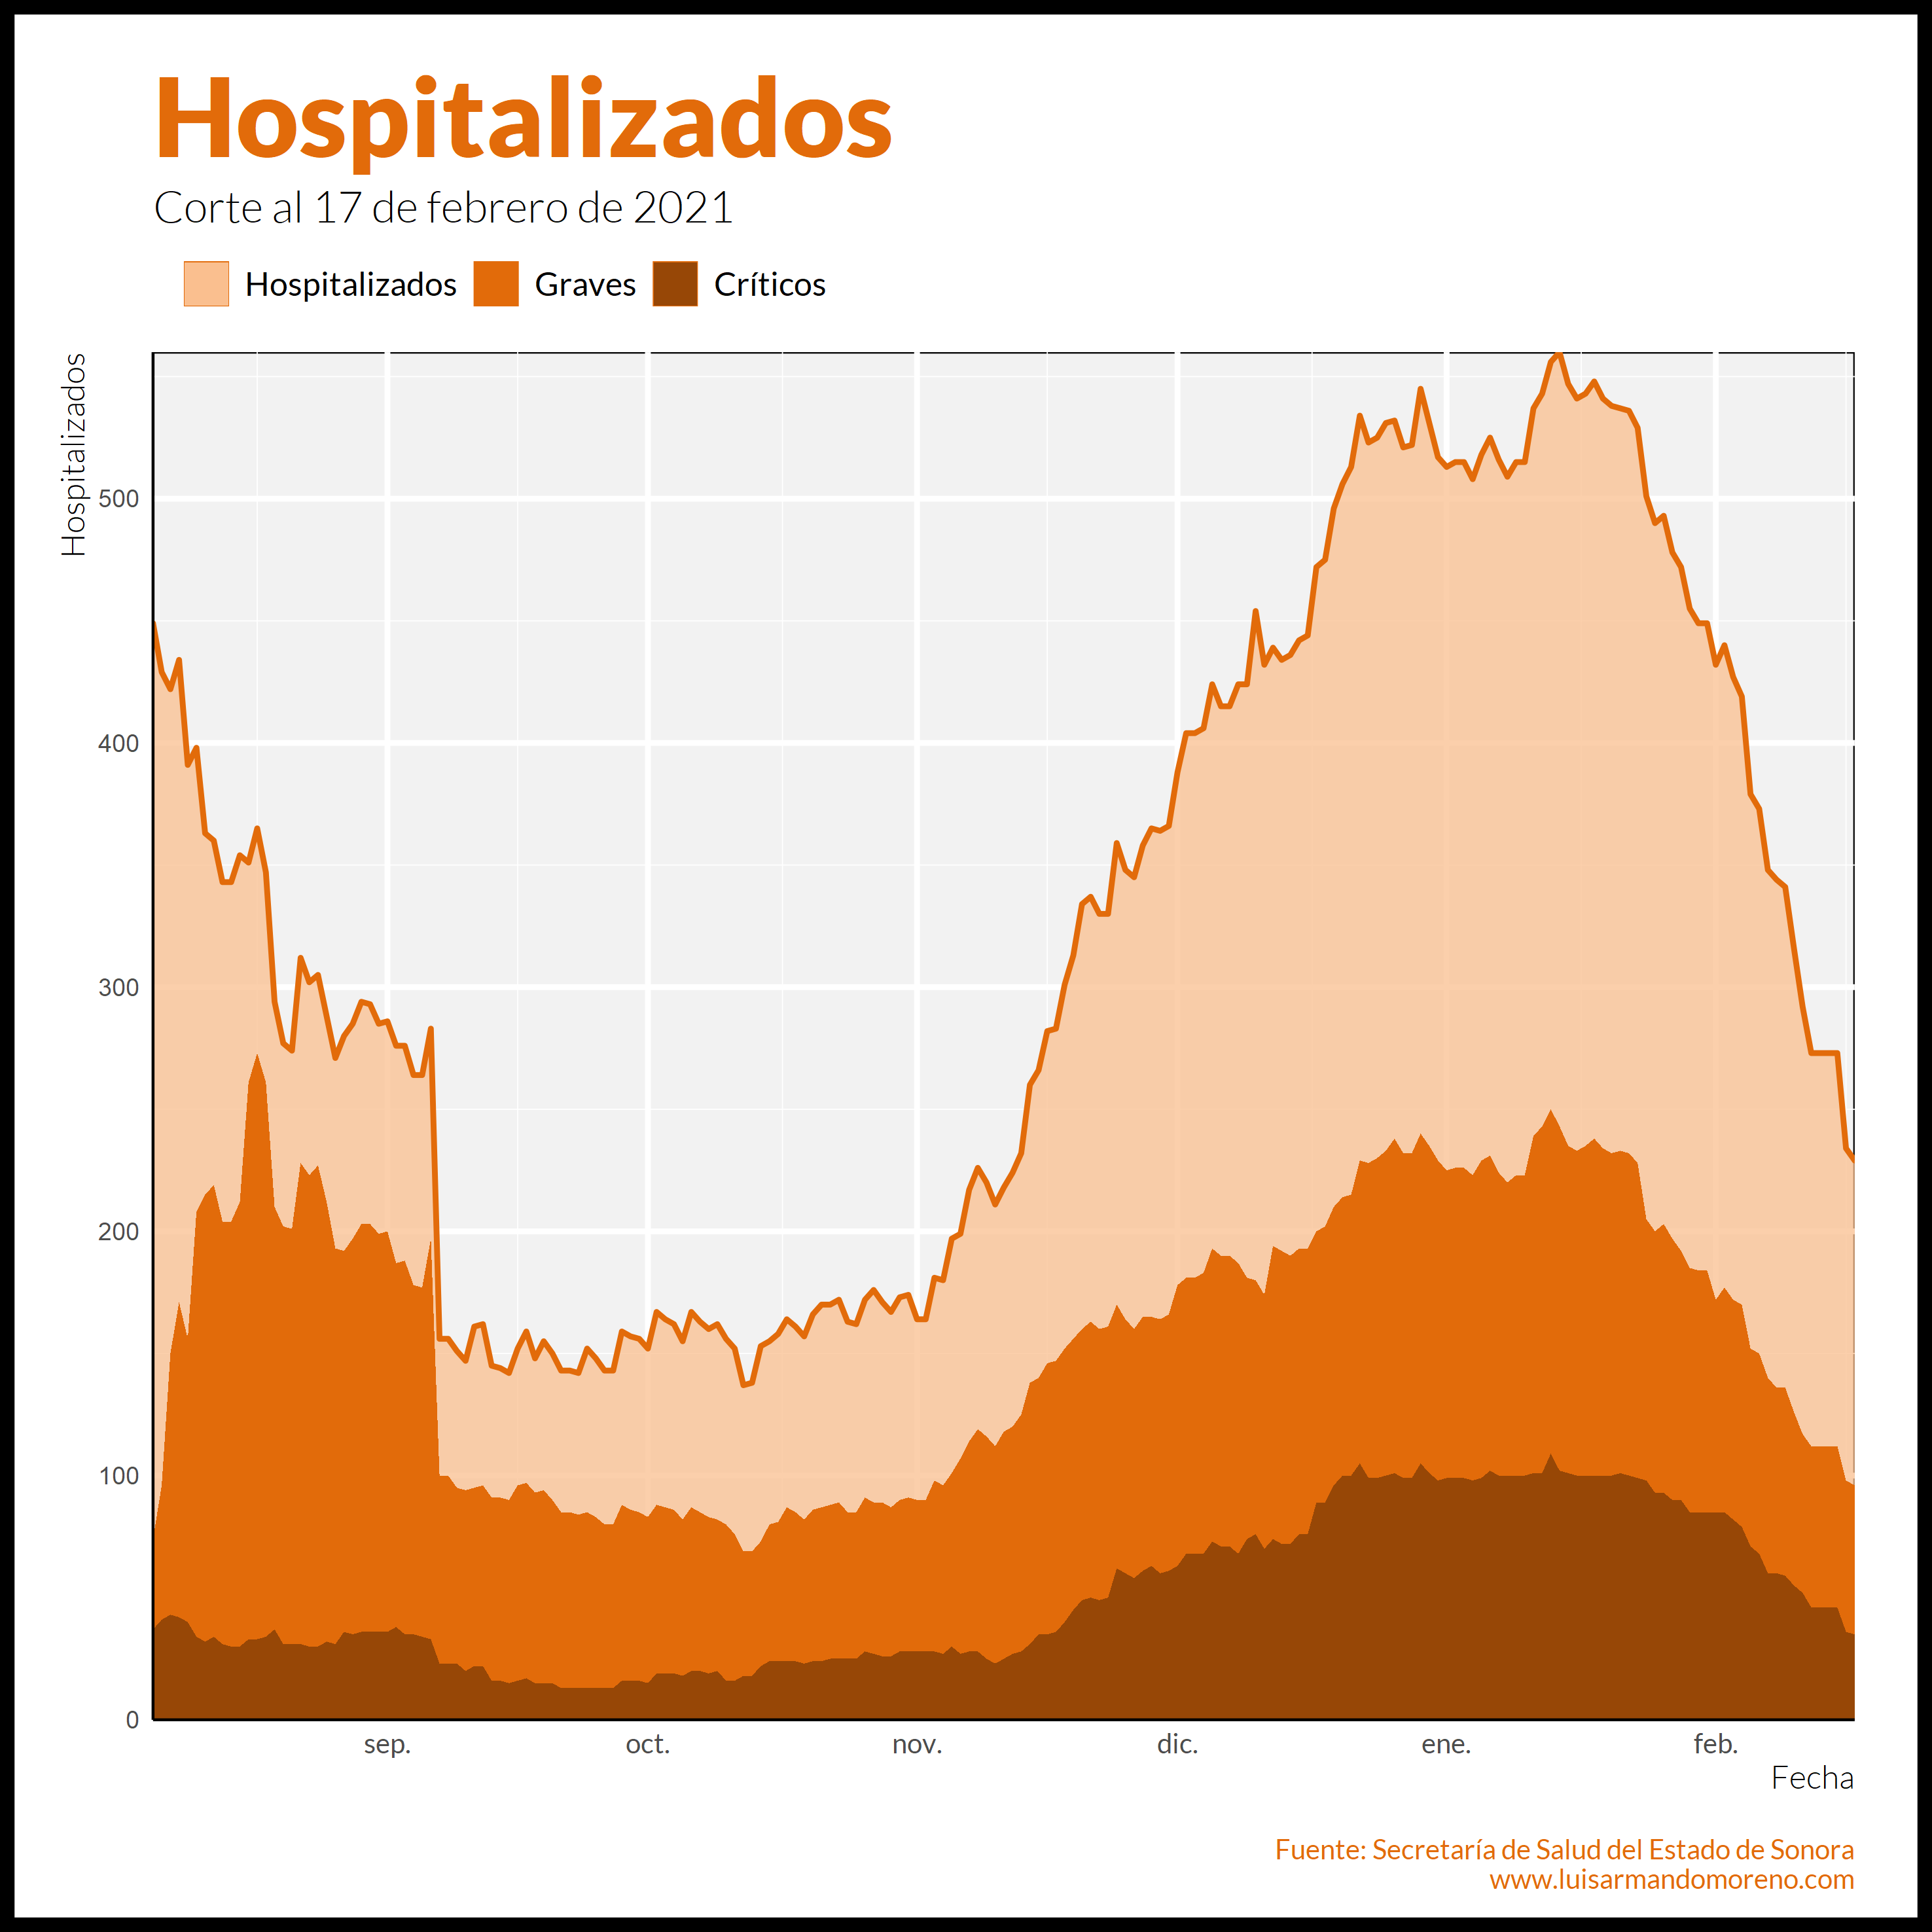 Hospitalizados
Corte al 17 de febrero de 2021
Hospitalizados Graves Críticos
Hospitalizados
500
400
300
200
100
0
sep. oct. nov. dic. ene. feb.
Fecha
Fuente: Secretaría de Salud del Estado de Sonora
www.luisarmandomoreno.com